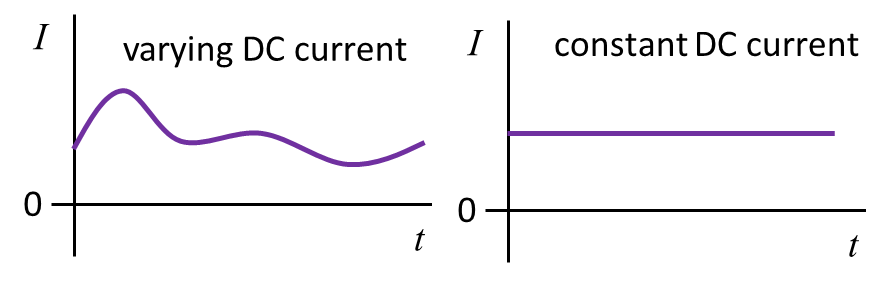 I
varying DC current
0
t
I
constant DC current
0
t